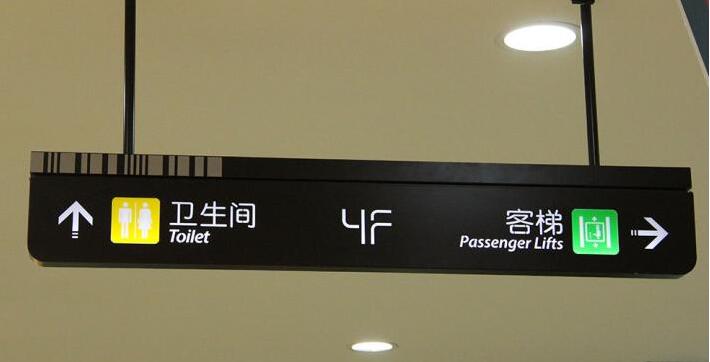 卫生间
Toilet
4F
客梯
Passenger Lifts